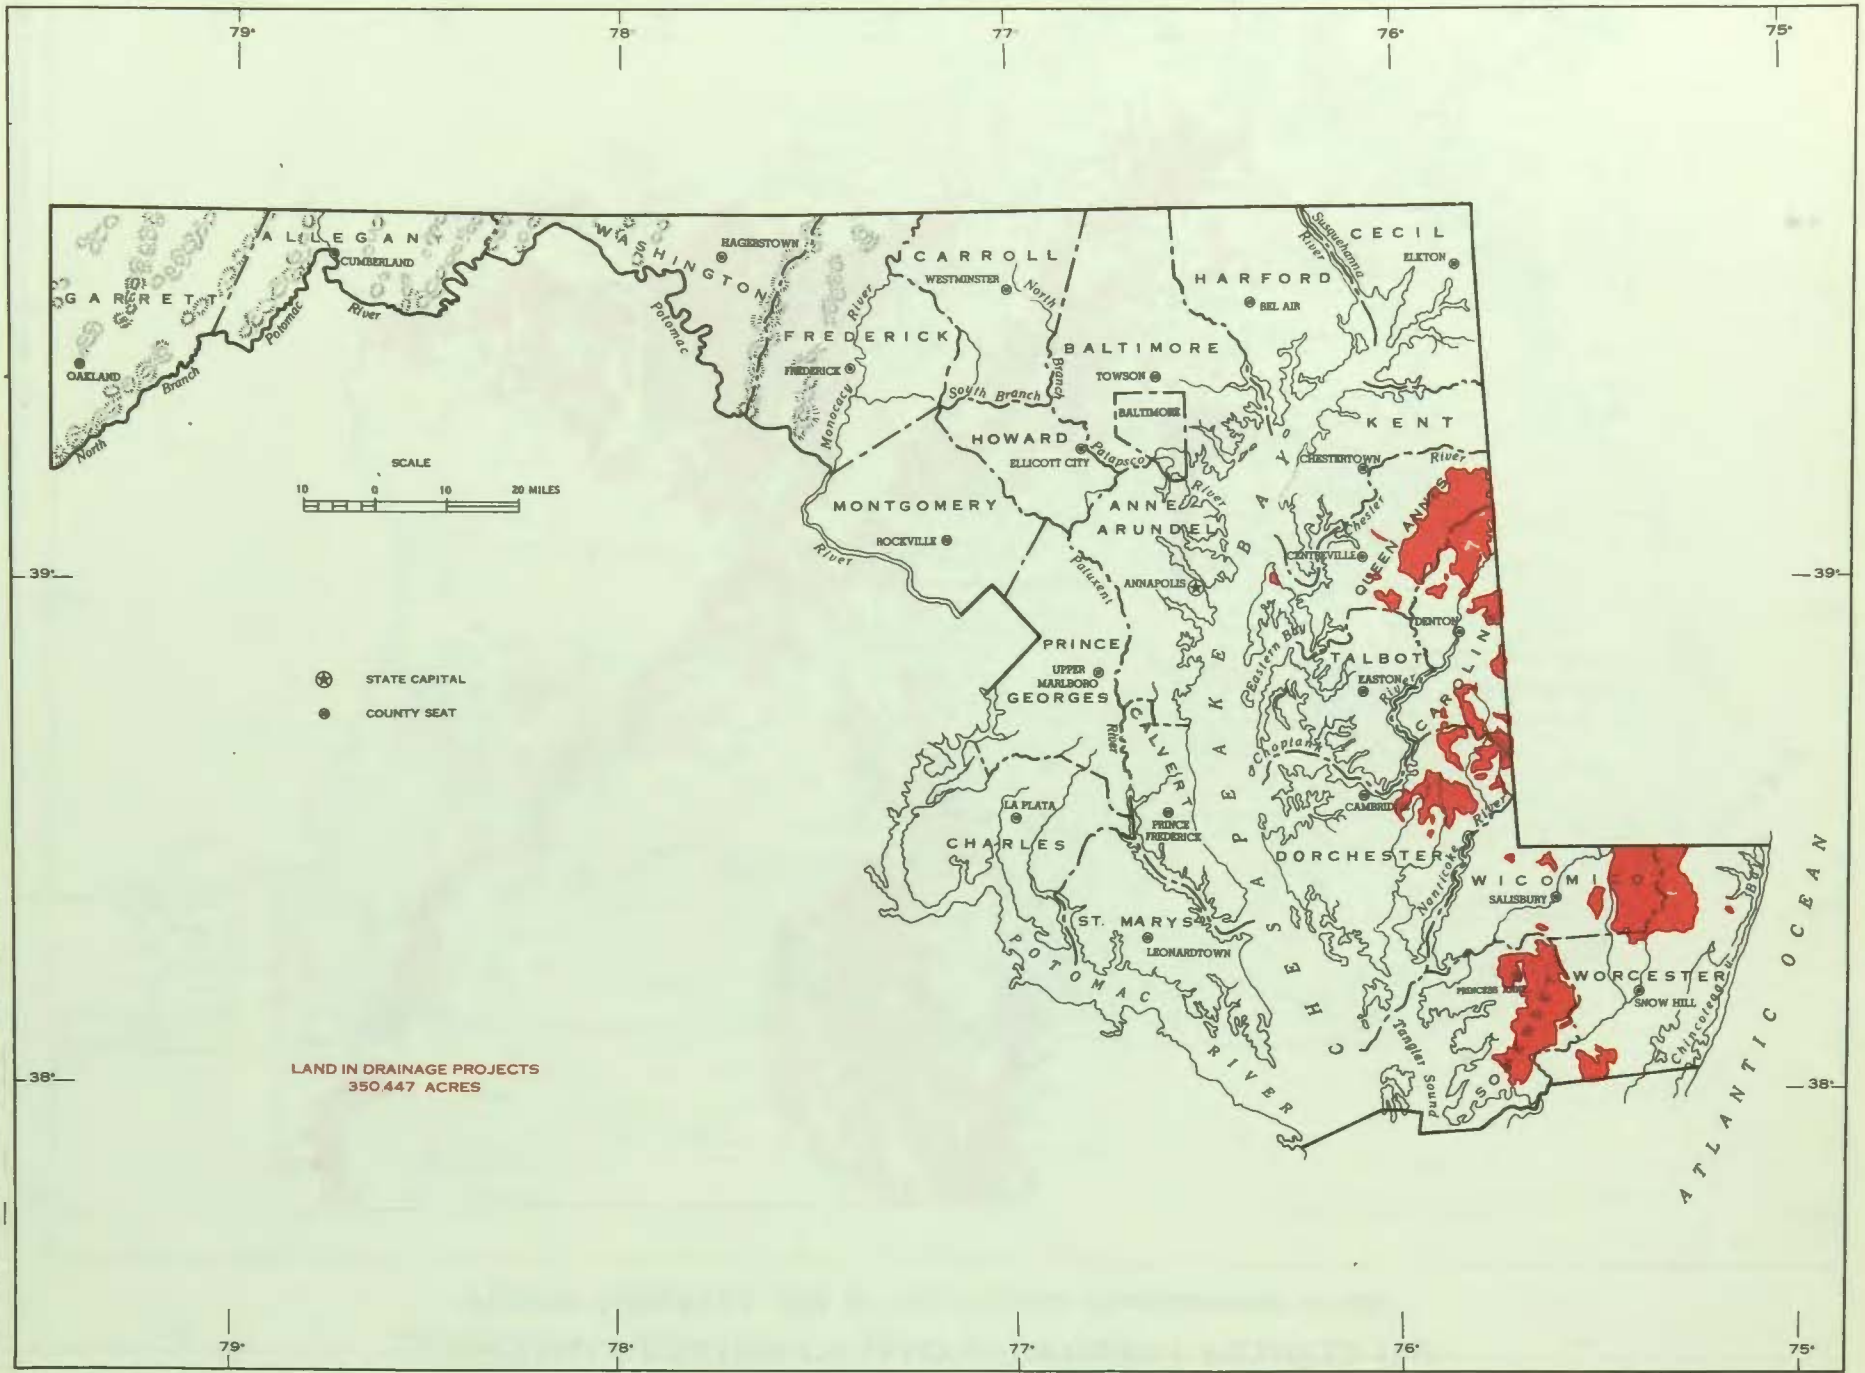 79°
78°
77°
76°
75°
ALLEGANY
CUMBERLAND
GARRETT
OAKLAND
North
Branch
Potomac
River
WASHINGTON
HAGERSTOWN
Potomac
FREDERICK
FREDERICK
Monocacy
River
CARROLL
WESTMINSTER
North
Branch
South Branch
BALTIMORE
TOWSON
BALTIMORE
HARFORD
BEL AIR
Susquehanna
River
CECIL
ELKTON
KENT
CHESTERTOWN
River
Chester
HOWARD
ELLICOTT CITY
Patapsco
River
MONTGOMERY
ROCKVILLE
River
ANNE
ARUNDEL
ANNAPOLIS
QUEEN ANNES
CENTREVILLE
SCALE
10 0 10 20 MILES
39°
39°
Patuxent
River
PRINCE
UPPER
MARLBORO
GEORGES
STATE CAPITAL
COUNTY SEAT
Eastern Bay
TALBOT
EASTON
River
DENTON
CAROLIN
Choptank
CALVERT
PRINCE
FREDERICK
LA PLATA
CHARLES
CAMBRID
DORCHESTER
Nanticoke
River
WICOMICO
SALISBURY
ST. MARYS
LEONARDTOWN
POTOMAC RIVER
CHESAPEAKE BAY
PRINCESS ANNE
WORCESTER
SNOW HILL
Chincoteague
Bay
Tangier
Sound
SO
ATLANTIC OCEAN
LAND IN DRAINAGE PROJECTS
350.447 ACRES
38°
38°
79°
78°
77°
76°
75°